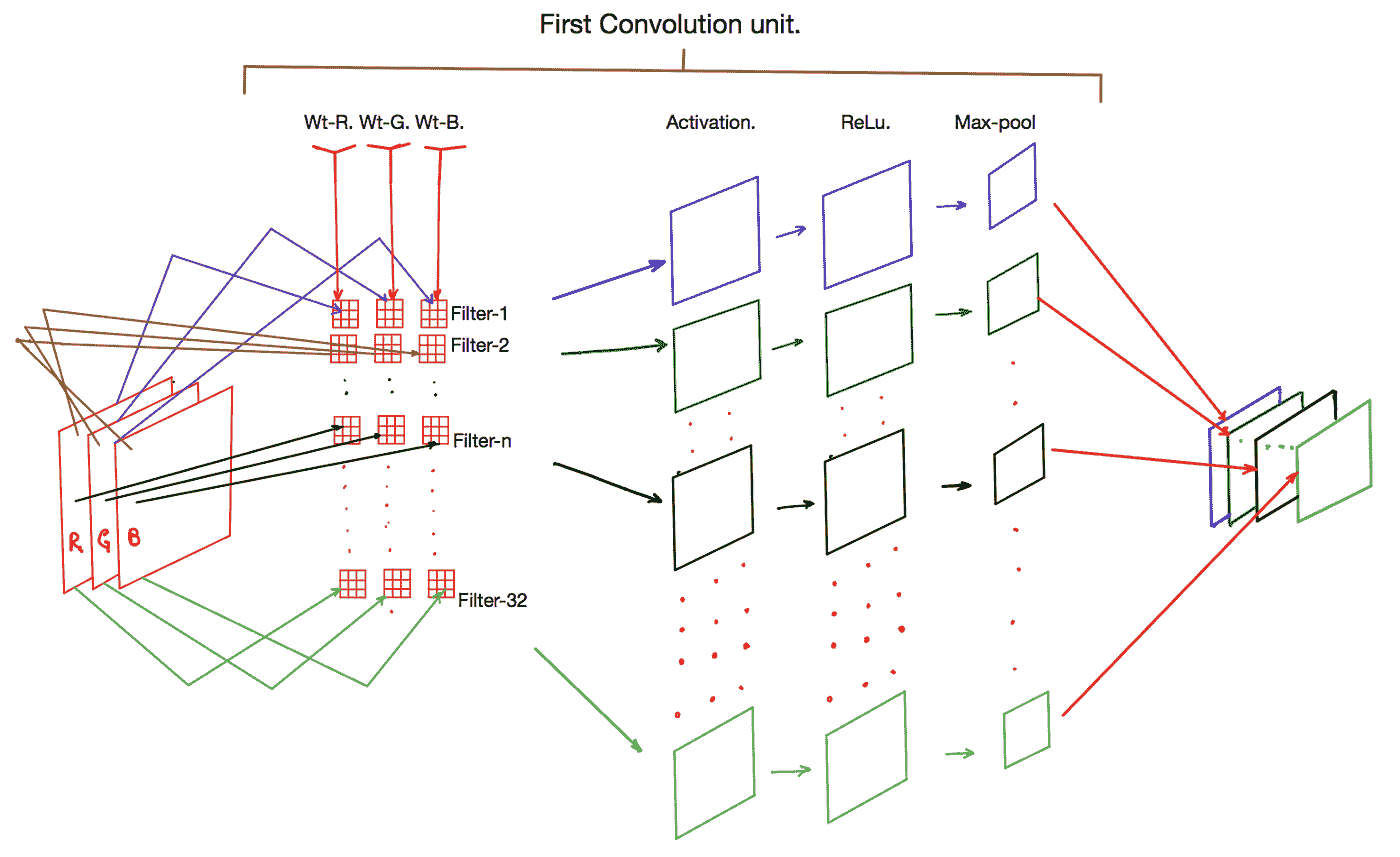 First Convolution unit.
Wt-R. Wt-G. Wt-B. Activation. ReLu. Max-pool
Filter-1
Filter-2
Filter-n
R G B
Filter-32